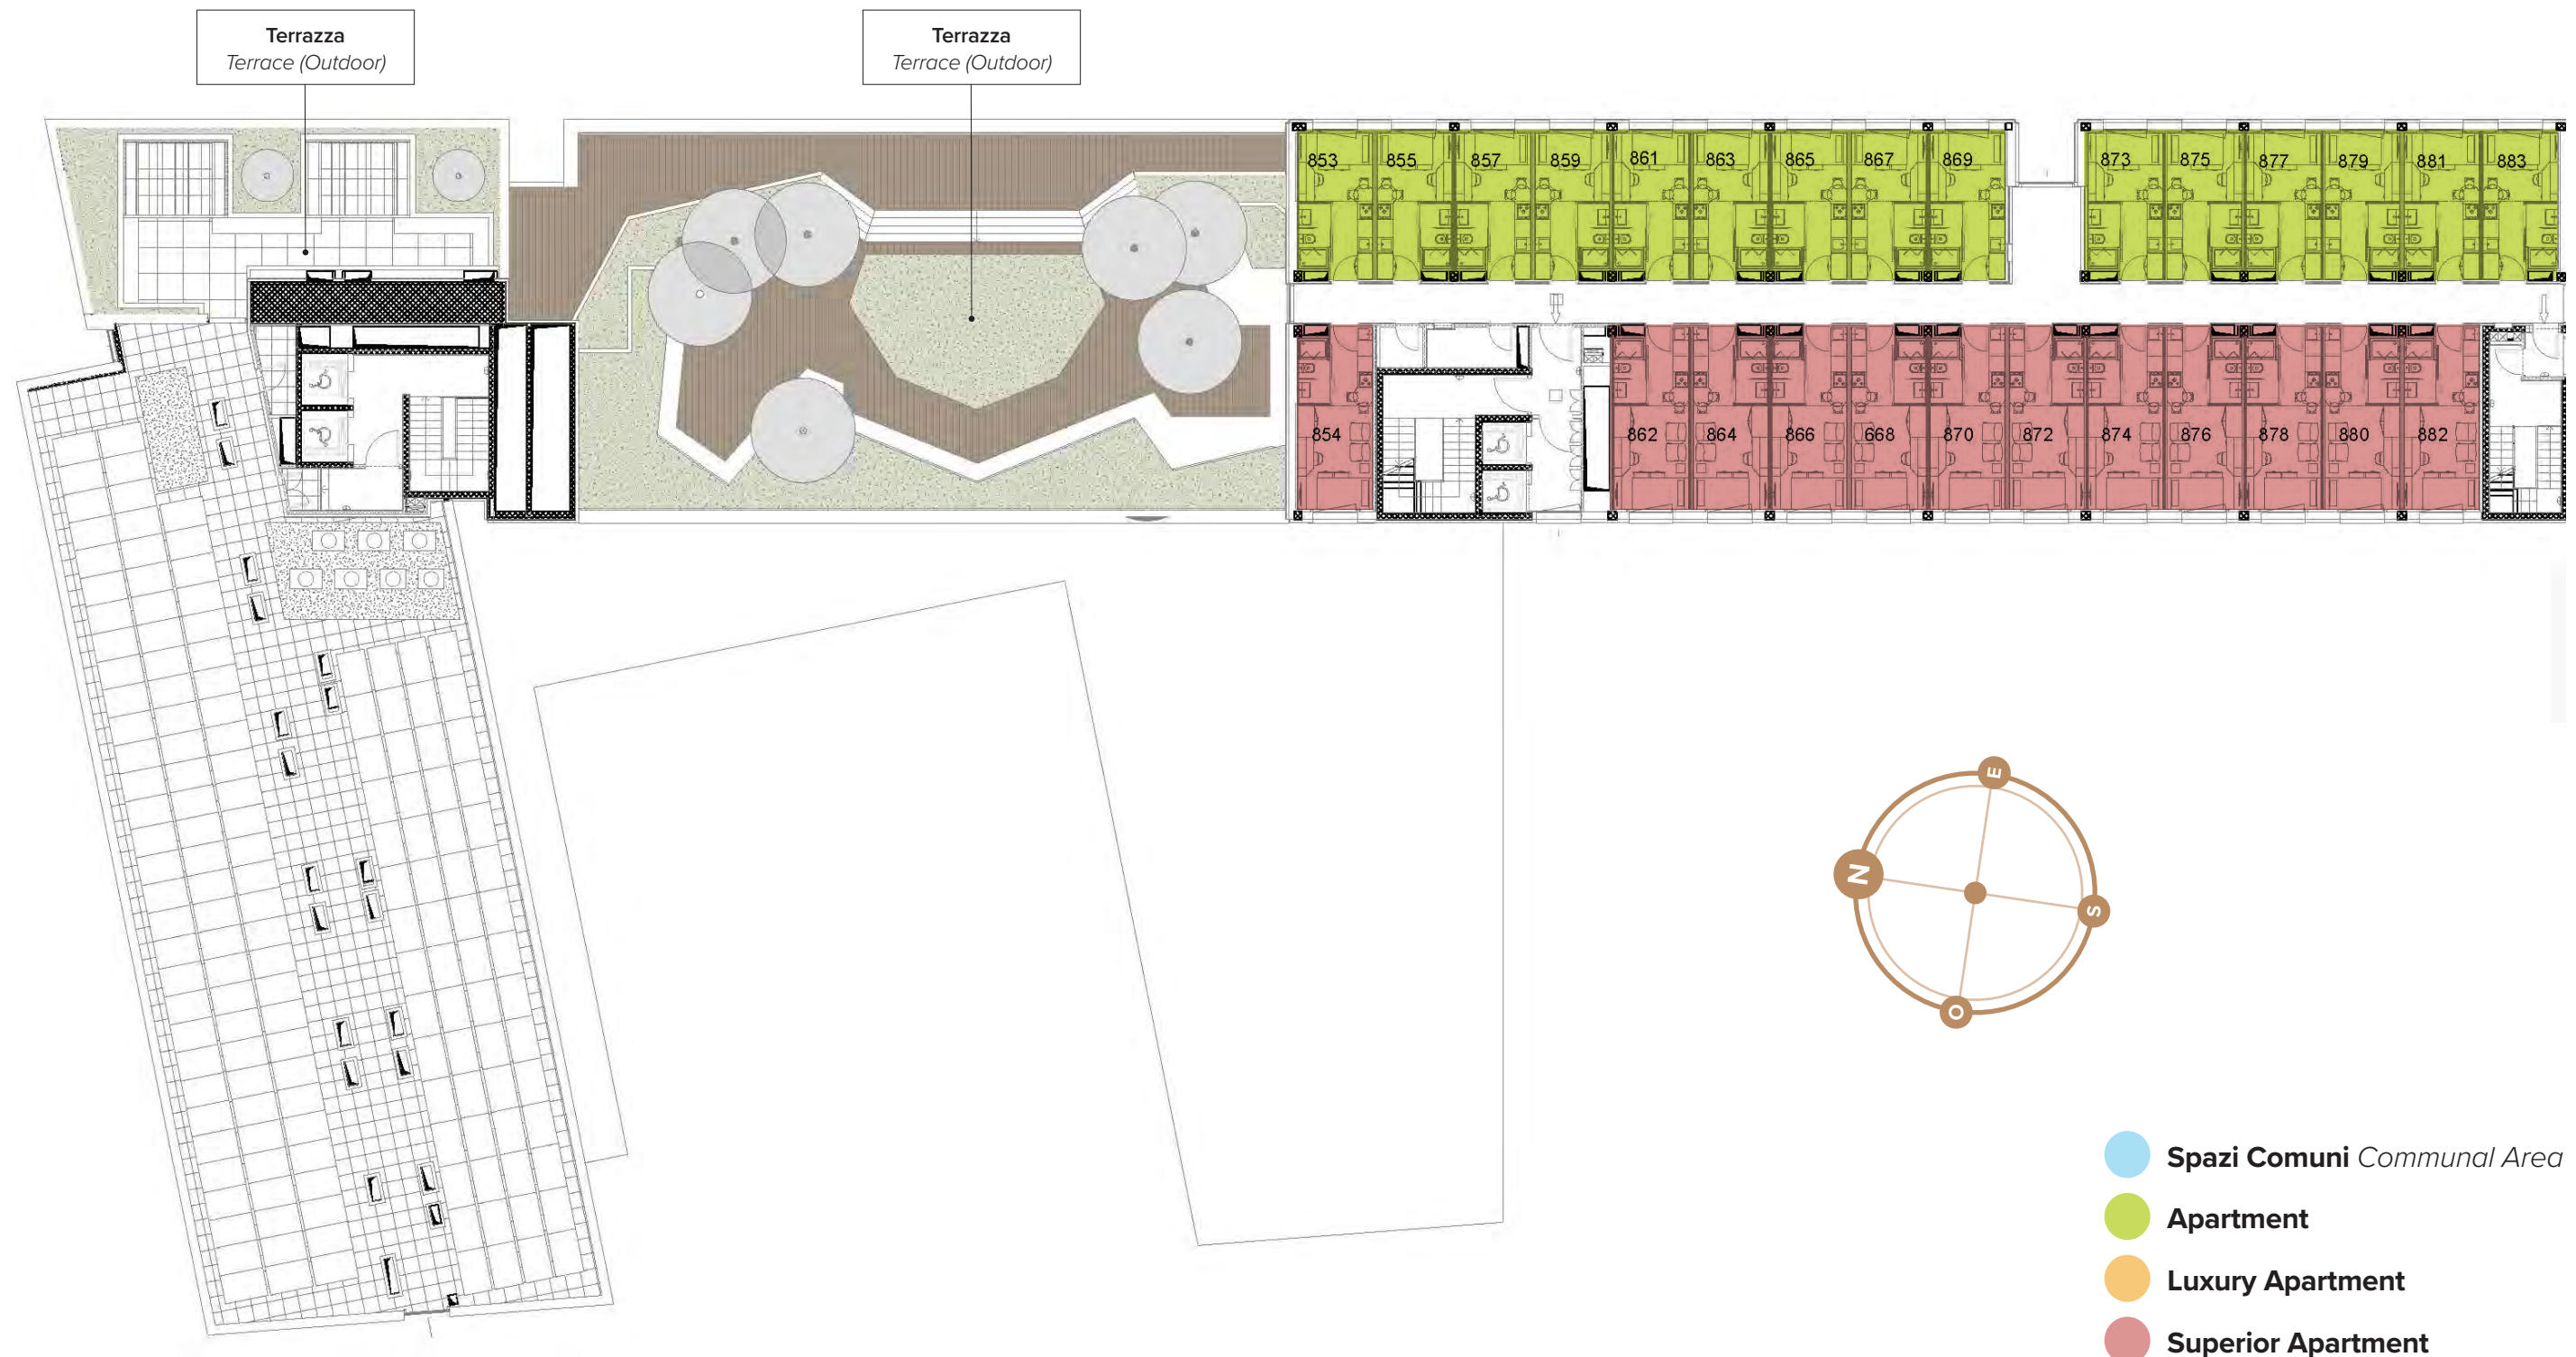 Terrazza
Terrace (Outdoor)
Terrazza
Terrace (Outdoor)
853 855 857 859 861 863 865 867 869 873 875 877 879 881 883
854 862 864 866 668 870 872 874 876 878 880 882
E
N
S
O
Spazi Comuni Communal Area
Apartment
Luxury Apartment
Superior Apartment